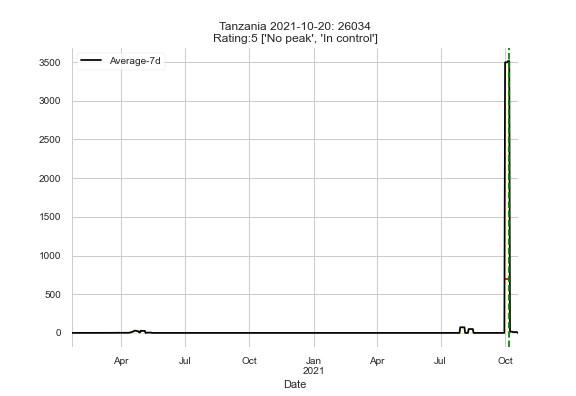 Tanzania 2021-10-20: 26034
Rating:5 ['No peak', 'In control']
Average-7d
3500
3000
2500
2000
1500
1000
500
0
Apr Jul Oct Jan Apr Jul Oct
2021
Date